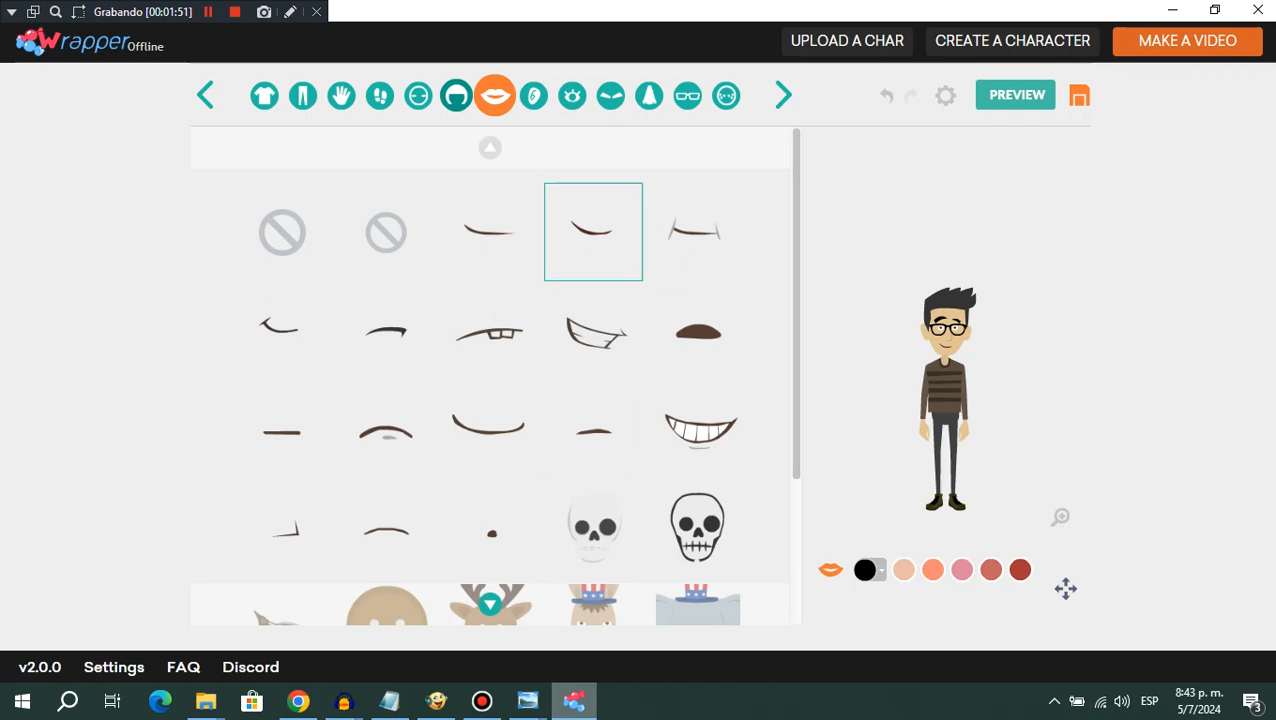 Grabando [00:01:51]
Wrapper Offline
UPLOAD A CHAR
CREATE A CHARACTER
MAKE A VIDEO
PREVIEW
v2.0.0
Settings
FAQ
Discord
ESP
8:43 p. m.
5/7/2024
3